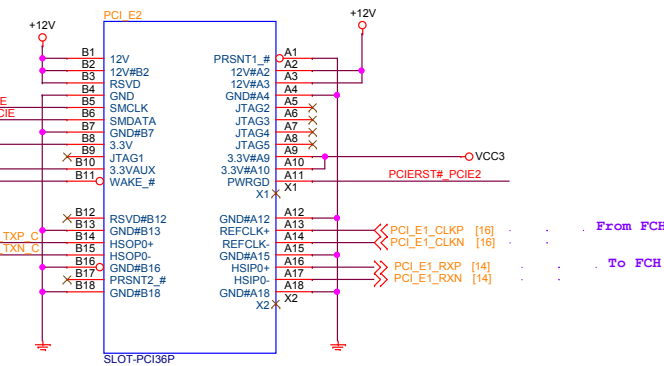 +12V
PCI_E2
+12V
B1 12V PRSNT1_# A1
B2 12V#B2 12V#A2 A2
B3 RSVD 12V#A3 A3
B4 GND GND#A4 A4
E B5 SMCLK JTAG2 A5
CIE B6 SMDATA JTAG3 A6
B7 GND#B7 JTAG4 A7
B8 3.3V JTAG5 A8
B9 JTAG1 3.3V#A9 A9 VCC3
B10 3.3VAUX 3.3V#A10 A10
B11 WAKE_# PWRGD A11 PCIERST#_PCIE2
X1 X1
B12 RSVD#B12 GND#A12 A12
B13 GND#B13 REFCLK+ A13 PCI_E1_CLKP [16] From FCH
TXP_C B14 HSOP0+ REFCLK- A14 PCI_E1_CLKN [16]
TXN_C B15 HSOP0- GND#A15 A15
B16 GND#B16 HSIP0+ A16 PCI_E1_RXP [14] To FCH
B17 PRSNT2_# HSIP0- A17 PCI_E1_RXN [14]
B18 GND#B18 GND#A18 A18
X2 X2
SLOT-PCI36P